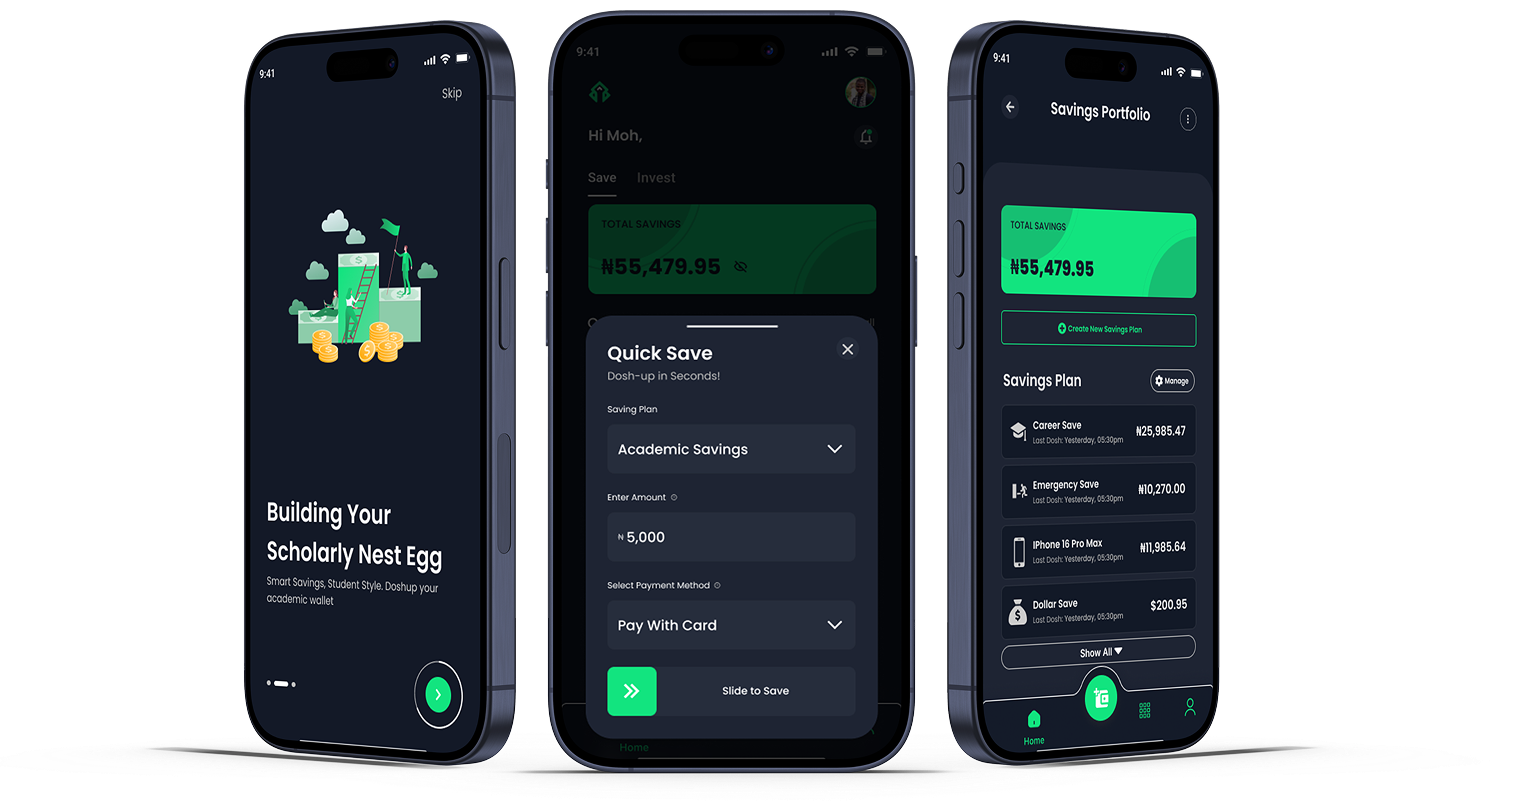 9:41
Skip
Building Your
Scholarly Nest Egg
Smart Savings, Student Style. Doshup your
academic wallet
9:41
Hi Moh,
Save Invest
TOTAL SAVINGS
₦55,479.95
Quick Save
Dosh-up in Seconds!
Saving Plan
Academic Savings
Enter Amount
₦ 5,000
Select Payment Method
Pay With Card
Slide to Save
Home
9:41
Savings Portfolio
TOTAL SAVINGS
₦55,479.95
Create New Savings Plan
Savings Plan Manage
Career Save
Last Dosh: Yesterday, 05:30pm
₦25,985.47
Emergency Save
Last Dosh: Yesterday, 05:30pm
₦10,270.00
IPhone 16 Pro Max
Last Dosh: Yesterday, 05:30pm
₦11,985.64
Dollar Save
Last Dosh: Yesterday, 05:30pm
$200.95
Show All
Home